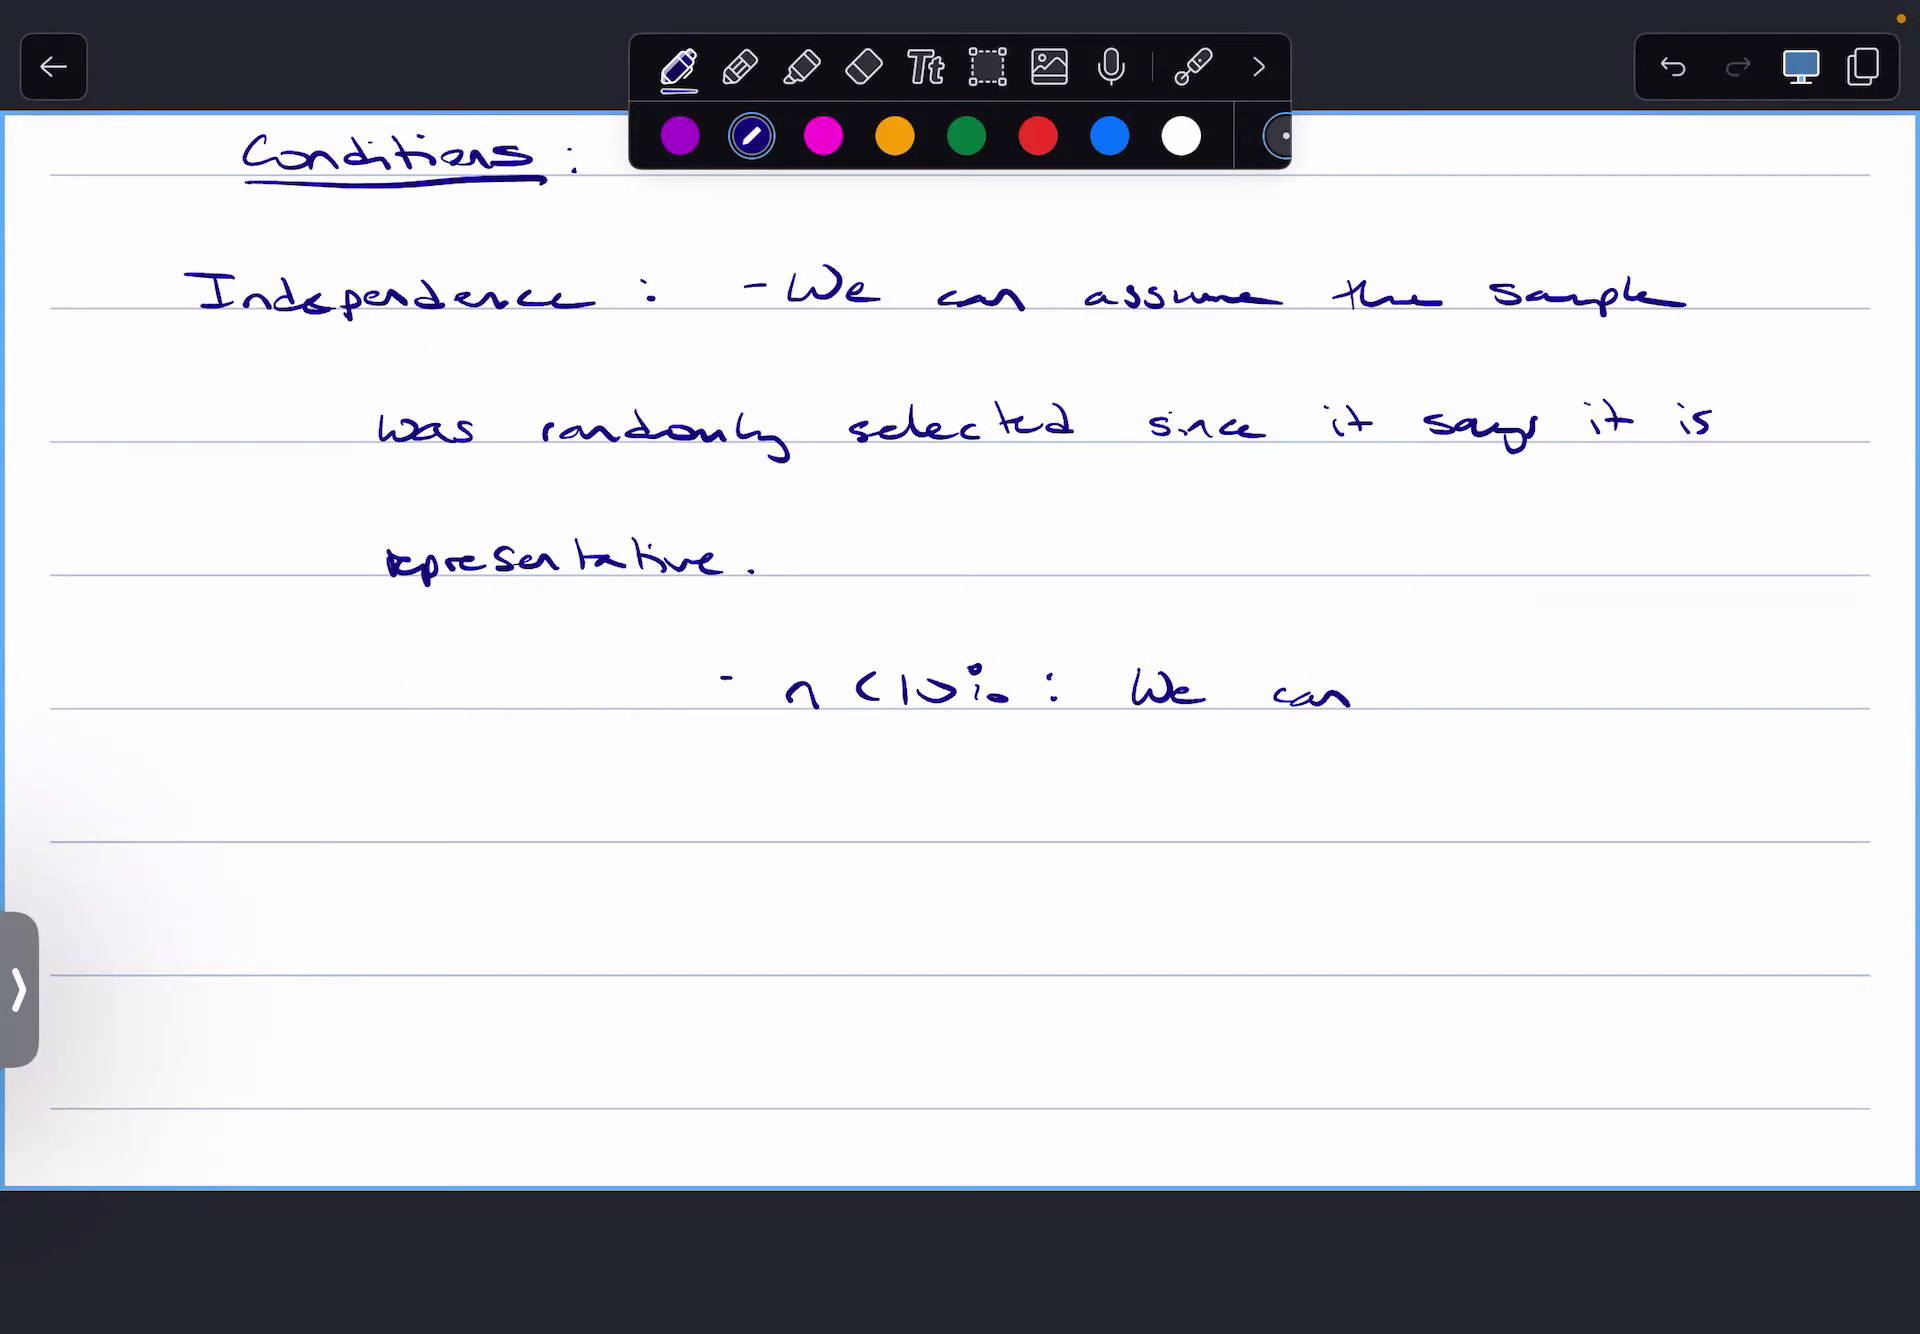 Tt
Conditions:
Independence: - We can assume the sample
was randomly selected since it says it is
representative.
- n < 10%: We can